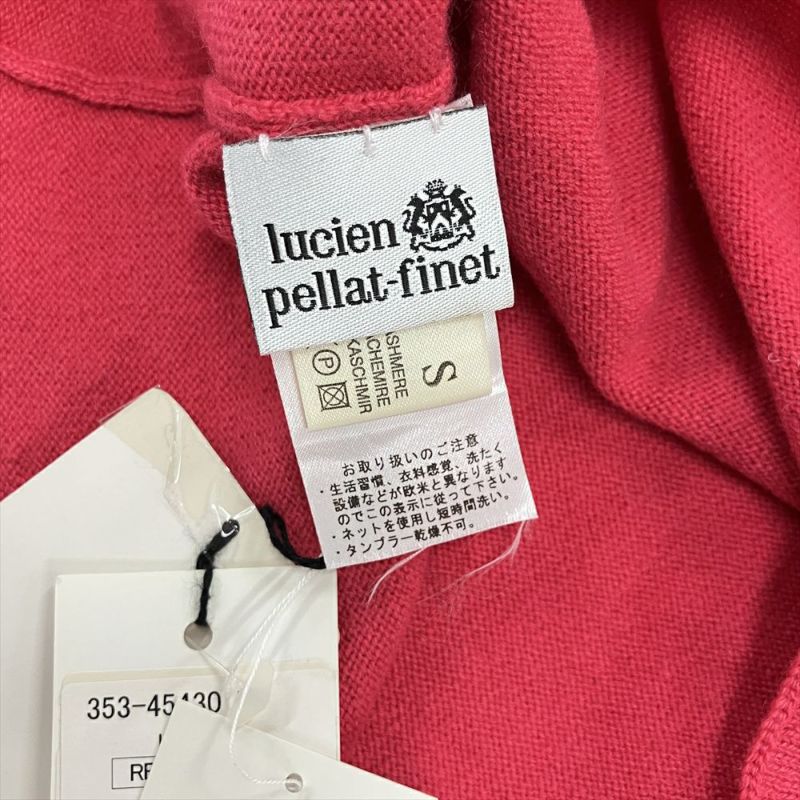 lucien
pellat-finet
S
CASHMERE
CACHEMIRE
KASCHMIR
P
お取り扱いのご注意
・生活習慣、衣料感覚、洗たく
設備などが欧米と異なります
のでこの表示に従って下さい。
・ネットを使用し短時間洗い。
・タンブラー乾燥不可。
353-45430